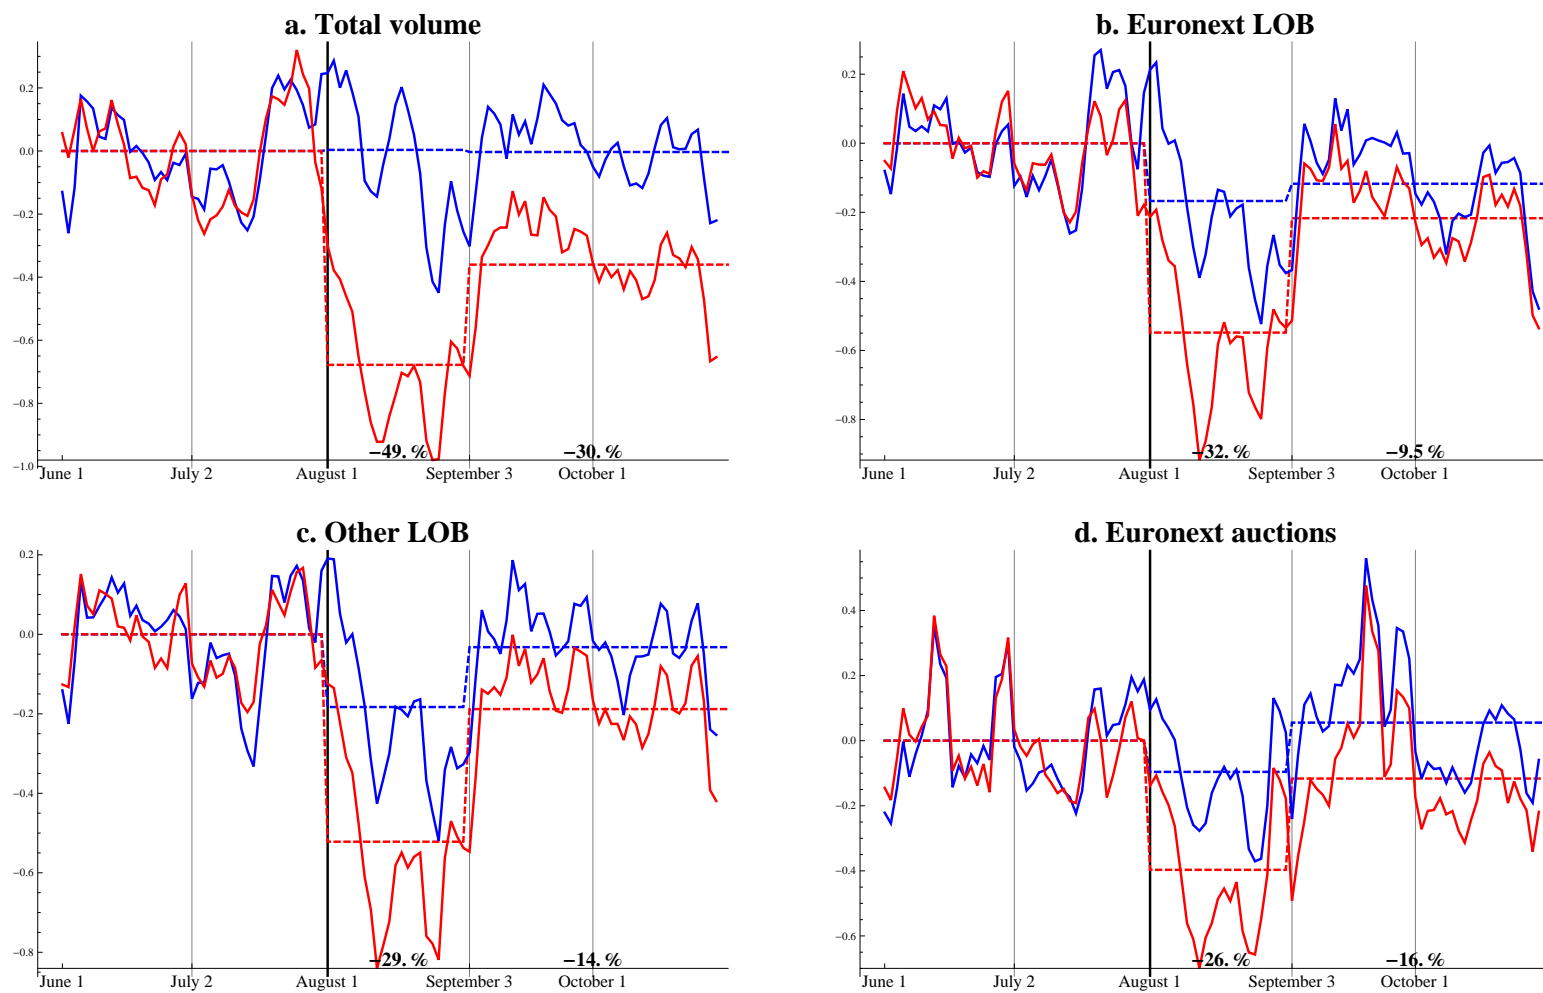 a. Total volume
0.2
0.0
−0.2
−0.4
−0.6
−0.8
−1.0
−49. %
−30. %
June 1
July 2
August 1
September 3
October 1
b. Euronext LOB
0.2
0.0
−0.2
−0.4
−0.6
−0.8
−32. %
−9.5 %
June 1
July 2
August 1
September 3
October 1
c. Other LOB
0.2
0.0
−0.2
−0.4
−0.6
−0.8
−29. %
−14. %
June 1
July 2
August 1
September 3
October 1
d. Euronext auctions
0.4
0.2
0.0
−0.2
−0.4
−0.6
−26. %
−16. %
June 1
July 2
August 1
September 3
October 1